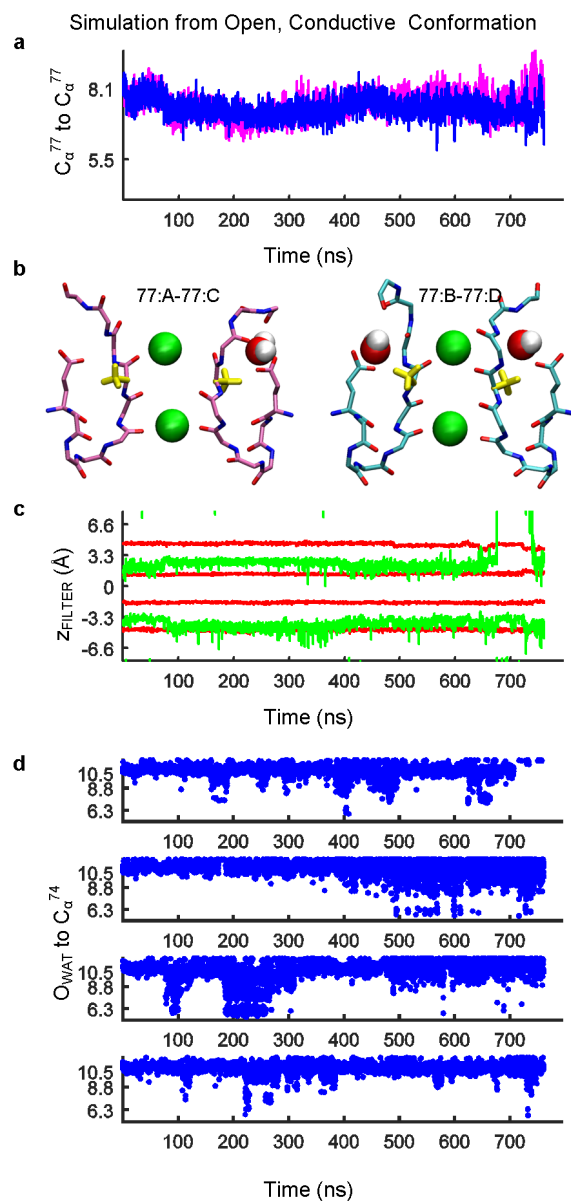 Simulation from Open, Conductive Conformation
a
Cα⁷⁷ to Cα⁷⁷
8.1
5.5
100 200 300 400 500 600 700
Time (ns)
b
77:A-77:C
77:B-77:D
c
z_FILTER (Å)
6.6
3.3
0
-3.3
-6.6
100 200 300 400 500 600 700
Time (ns)
d
O_WAT to Cα⁷⁴
10.5
8.8
6.3
100 200 300 400 500 600 700
10.5
8.8
6.3
100 200 300 400 500 600 700
10.5
8.8
6.3
100 200 300 400 500 600 700
10.5
8.8
6.3
100 200 300 400 500 600 700
Time (ns)